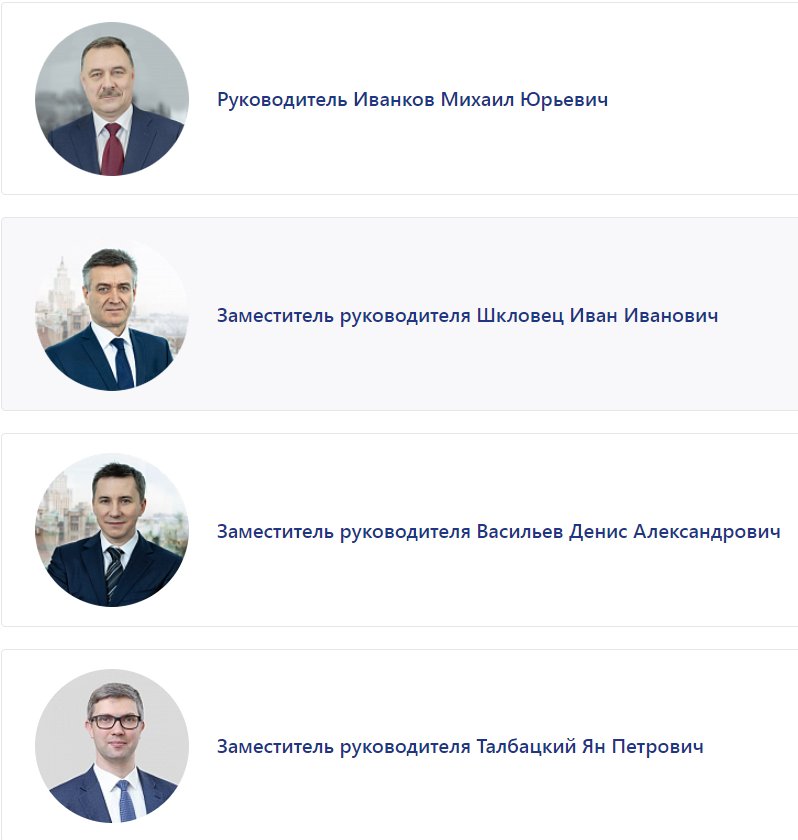 Руководитель Иванков Михаил Юрьевич
Заместитель руководителя Шкловец Иван Иванович
Заместитель руководителя Васильев Денис Александрович
Заместитель руководителя Талбацкий Ян Петрович